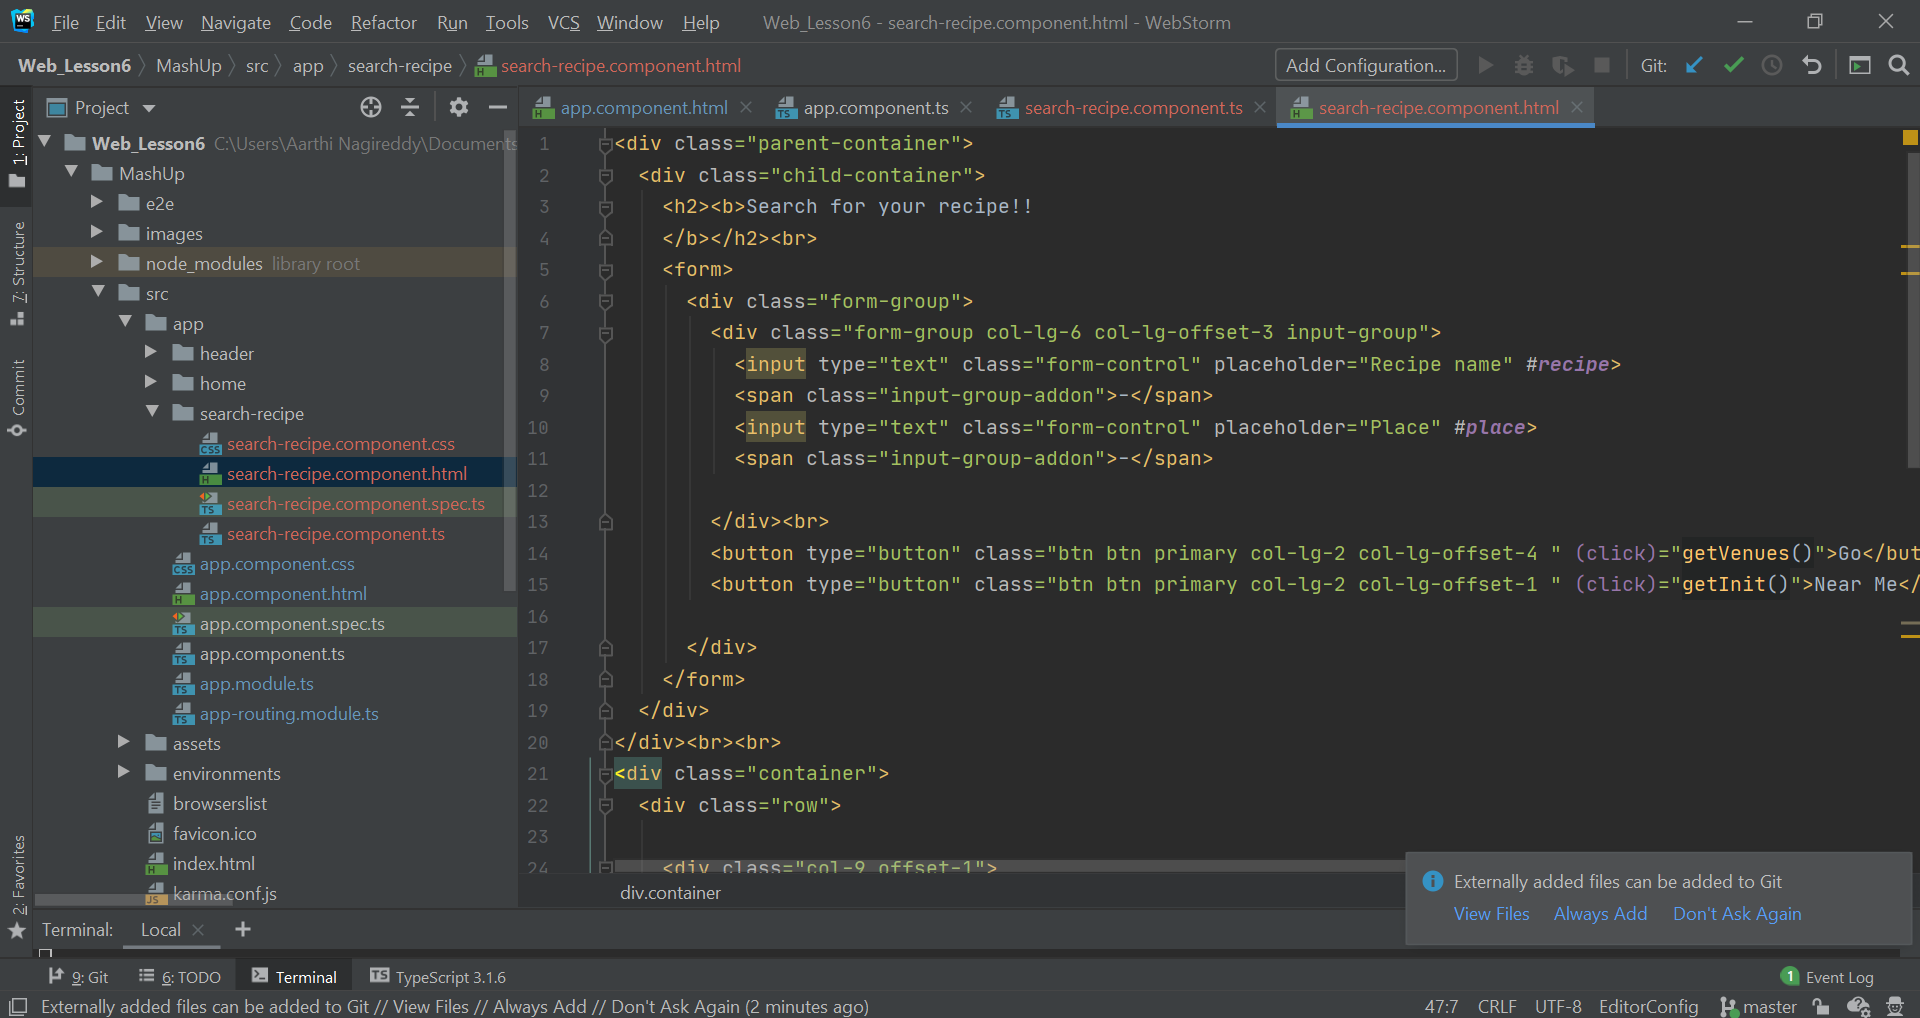 WS File Edit View Navigate Code Refactor Run Tools VCS Window Help Web_Lesson6 - search-recipe.component.html - WebStorm
Web_Lesson6 MashUp src app search-recipe search-recipe.component.html Add Configuration... Git:
Project
app.component.html app.component.ts search-recipe.component.ts search-recipe.component.html
1: Project
7: Structure
Commit
2: Favorites
Web_Lesson6 C:\Users\Aarthi Nagireddy\Documents
MashUp
e2e
images
node_modules library root
src
app
header
home
search-recipe
search-recipe.component.css
search-recipe.component.html
search-recipe.component.spec.ts
search-recipe.component.ts
app.component.css
app.component.html
app.component.spec.ts
app.component.ts
app.module.ts
app-routing.module.ts
assets
environments
browserslist
favicon.ico
index.html
karma.conf.js
1 <div class="parent-container">
2 <div class="child-container">
3 <h2><b>Search for your recipe!!
4 </b></h2><br>
5 <form>
6 <div class="form-group">
7 <div class="form-group col-lg-6 col-lg-offset-3 input-group">
8 <input type="text" class="form-control" placeholder="Recipe name" #recipe>
9 <span class="input-group-addon">-</span>
10 <input type="text" class="form-control" placeholder="Place" #place>
11 <span class="input-group-addon">-</span>
12
13 </div><br>
14 <button type="button" class="btn btn primary col-lg-2 col-lg-offset-4 " (click)="getVenues()">Go</but
15 <button type="button" class="btn btn primary col-lg-2 col-lg-offset-1 " (click)="getInit()">Near Me</
16
17 </div>
18 </form>
19 </div>
20 </div><br><br>
21 <div class="container">
22 <div class="row">
23
24 <div class="col-9 offset-1">
div.container
Externally added files can be added to Git
View Files Always Add Don't Ask Again
Terminal: Local
9: Git 6: TODO Terminal TypeScript 3.1.6 1 Event Log
Externally added files can be added to Git // View Files // Always Add // Don't Ask Again (2 minutes ago) 47:7 CRLF UTF-8 EditorConfig master